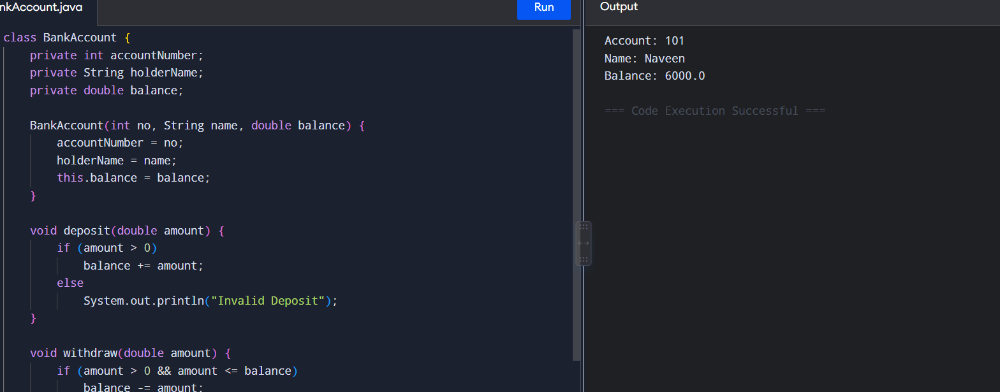 nkAccount.java
Run
class BankAccount {
    private int accountNumber;
    private String holderName;
    private double balance;

    BankAccount(int no, String name, double balance) {
        accountNumber = no;
        holderName = name;
        this.balance = balance;
    }

    void deposit(double amount) {
        if (amount > 0)
            balance += amount;
        else
            System.out.println("Invalid Deposit");
    }

    void withdraw(double amount) {
        if (amount > 0 && amount <= balance)
            balance -= amount;
Output
Account: 101
Name: Naveen
Balance: 6000.0

=== Code Execution Successful ===